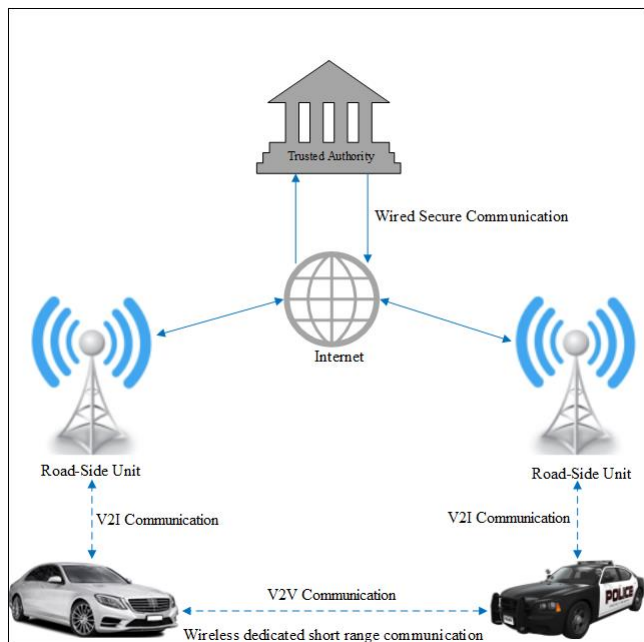 Trusted Authority
Wired Secure Communication
Internet
Road-Side Unit
Road-Side Unit
V2I Communication
V2I Communication
V2V Communication
POLICE
Wireless dedicated short range communication